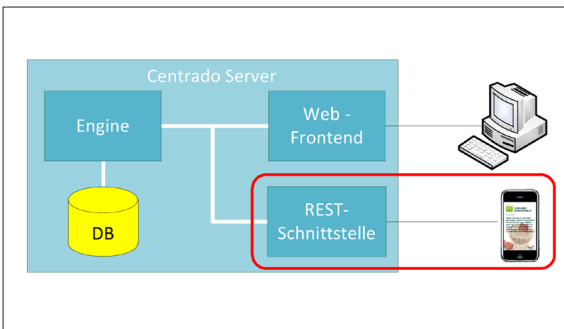 Centrado Server
Engine
Web -
Frontend
DB
REST-
Schnittstelle